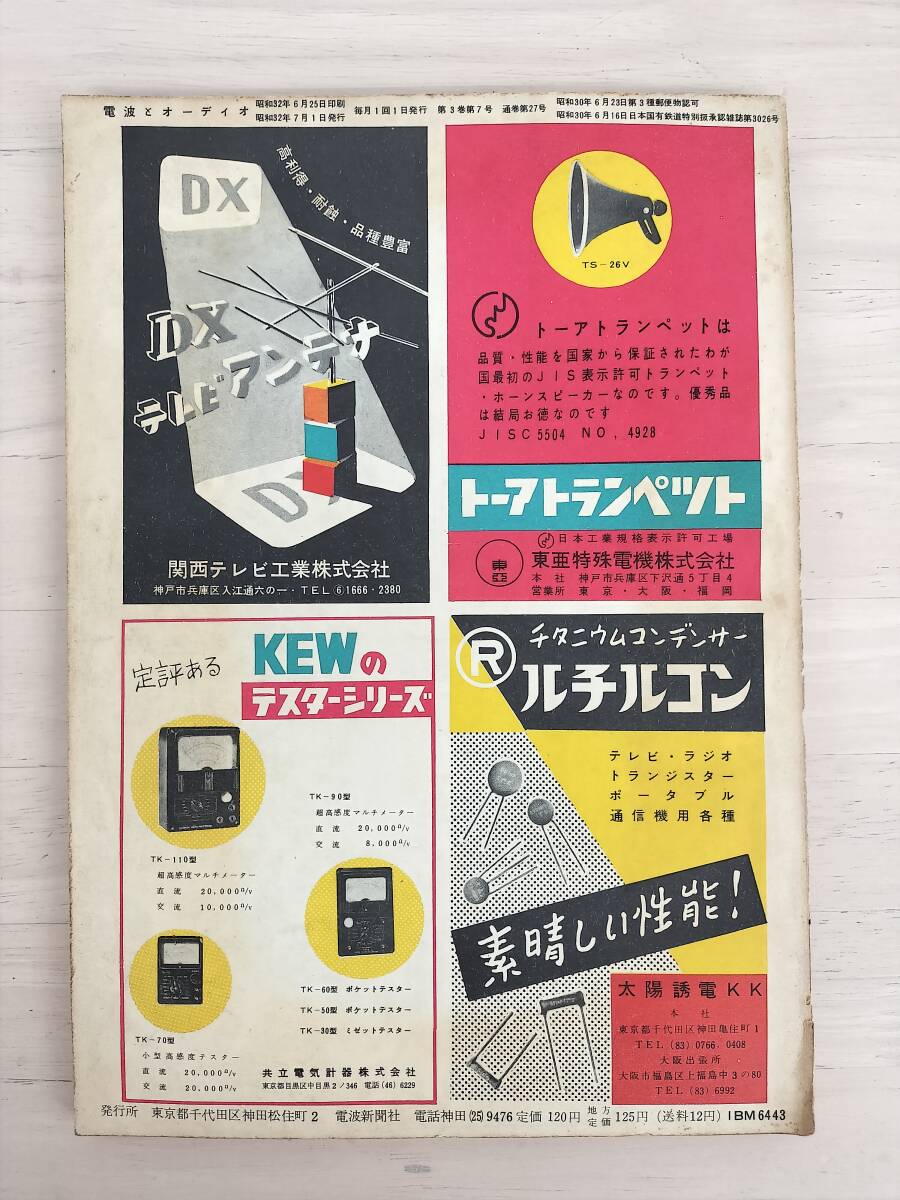 電波とオーデイオ 昭和32年6月25日印刷 昭和32年7月1日発行 毎月1回1日発行 第3巻第7号 通巻第27号 昭和30年6月23日第3種郵便物認可 昭和30年6月16日日本国有鉄道特別扱承認雑誌第3026号
DX
高利得・耐蝕・品種豊富
DX
テレビアンテナ
DX
関西テレビ工業株式会社
神戸市兵庫区入江通六の一・TEL⑥1666・2380
TS-26V
トーアトランペットは
品質・性能を国家から保証されたわが
国最初のJIS表示許可トランペット
・ホーンスピーカーなのです。優秀品
は結局お徳なのです
JISC5504 NO, 4928
トーアトランペット
日本工業規格表示許可工場
東亜
東亜特殊電機株式会社
本社 神戸市兵庫区下沢通5丁目4
営業所 東京・大阪・福岡
定評ある
KEWの
テスターシリーズ
TK-110型
超高感度マルチメーター
直流 20,000Ω/v
交流 10,000Ω/v
TK-90型
超高感度マルチメーター
直流 20,000Ω/v
交流 8,000Ω/v
TK-60型 ポケットテスター
TK-50型 ポケットテスター
TK-30型 ミゼットテスター
TK-70型
小型高感度テスター
直流 20,000Ω/v
交流 20,000Ω/v
共立電気計器株式会社
東京都目黒区中目黒2/346 電話(46)6229
R
チタニウムコンデンサー
ルチルコン
テレビ・ラジオ
トランジスター
ポータブル
通信機用各種
素晴しい性能!
太陽誘電KK
本社
東京都千代田区神田亀住町1
TEL(83)0766,0408
大阪出張所
大阪市福島区上福島中3の80
TEL(83)6992
発行所 東京都千代田区神田松住町2 電波新聞社 電話神田(25)9476 定価120円 地方定価125円(送料12円) IBM6443